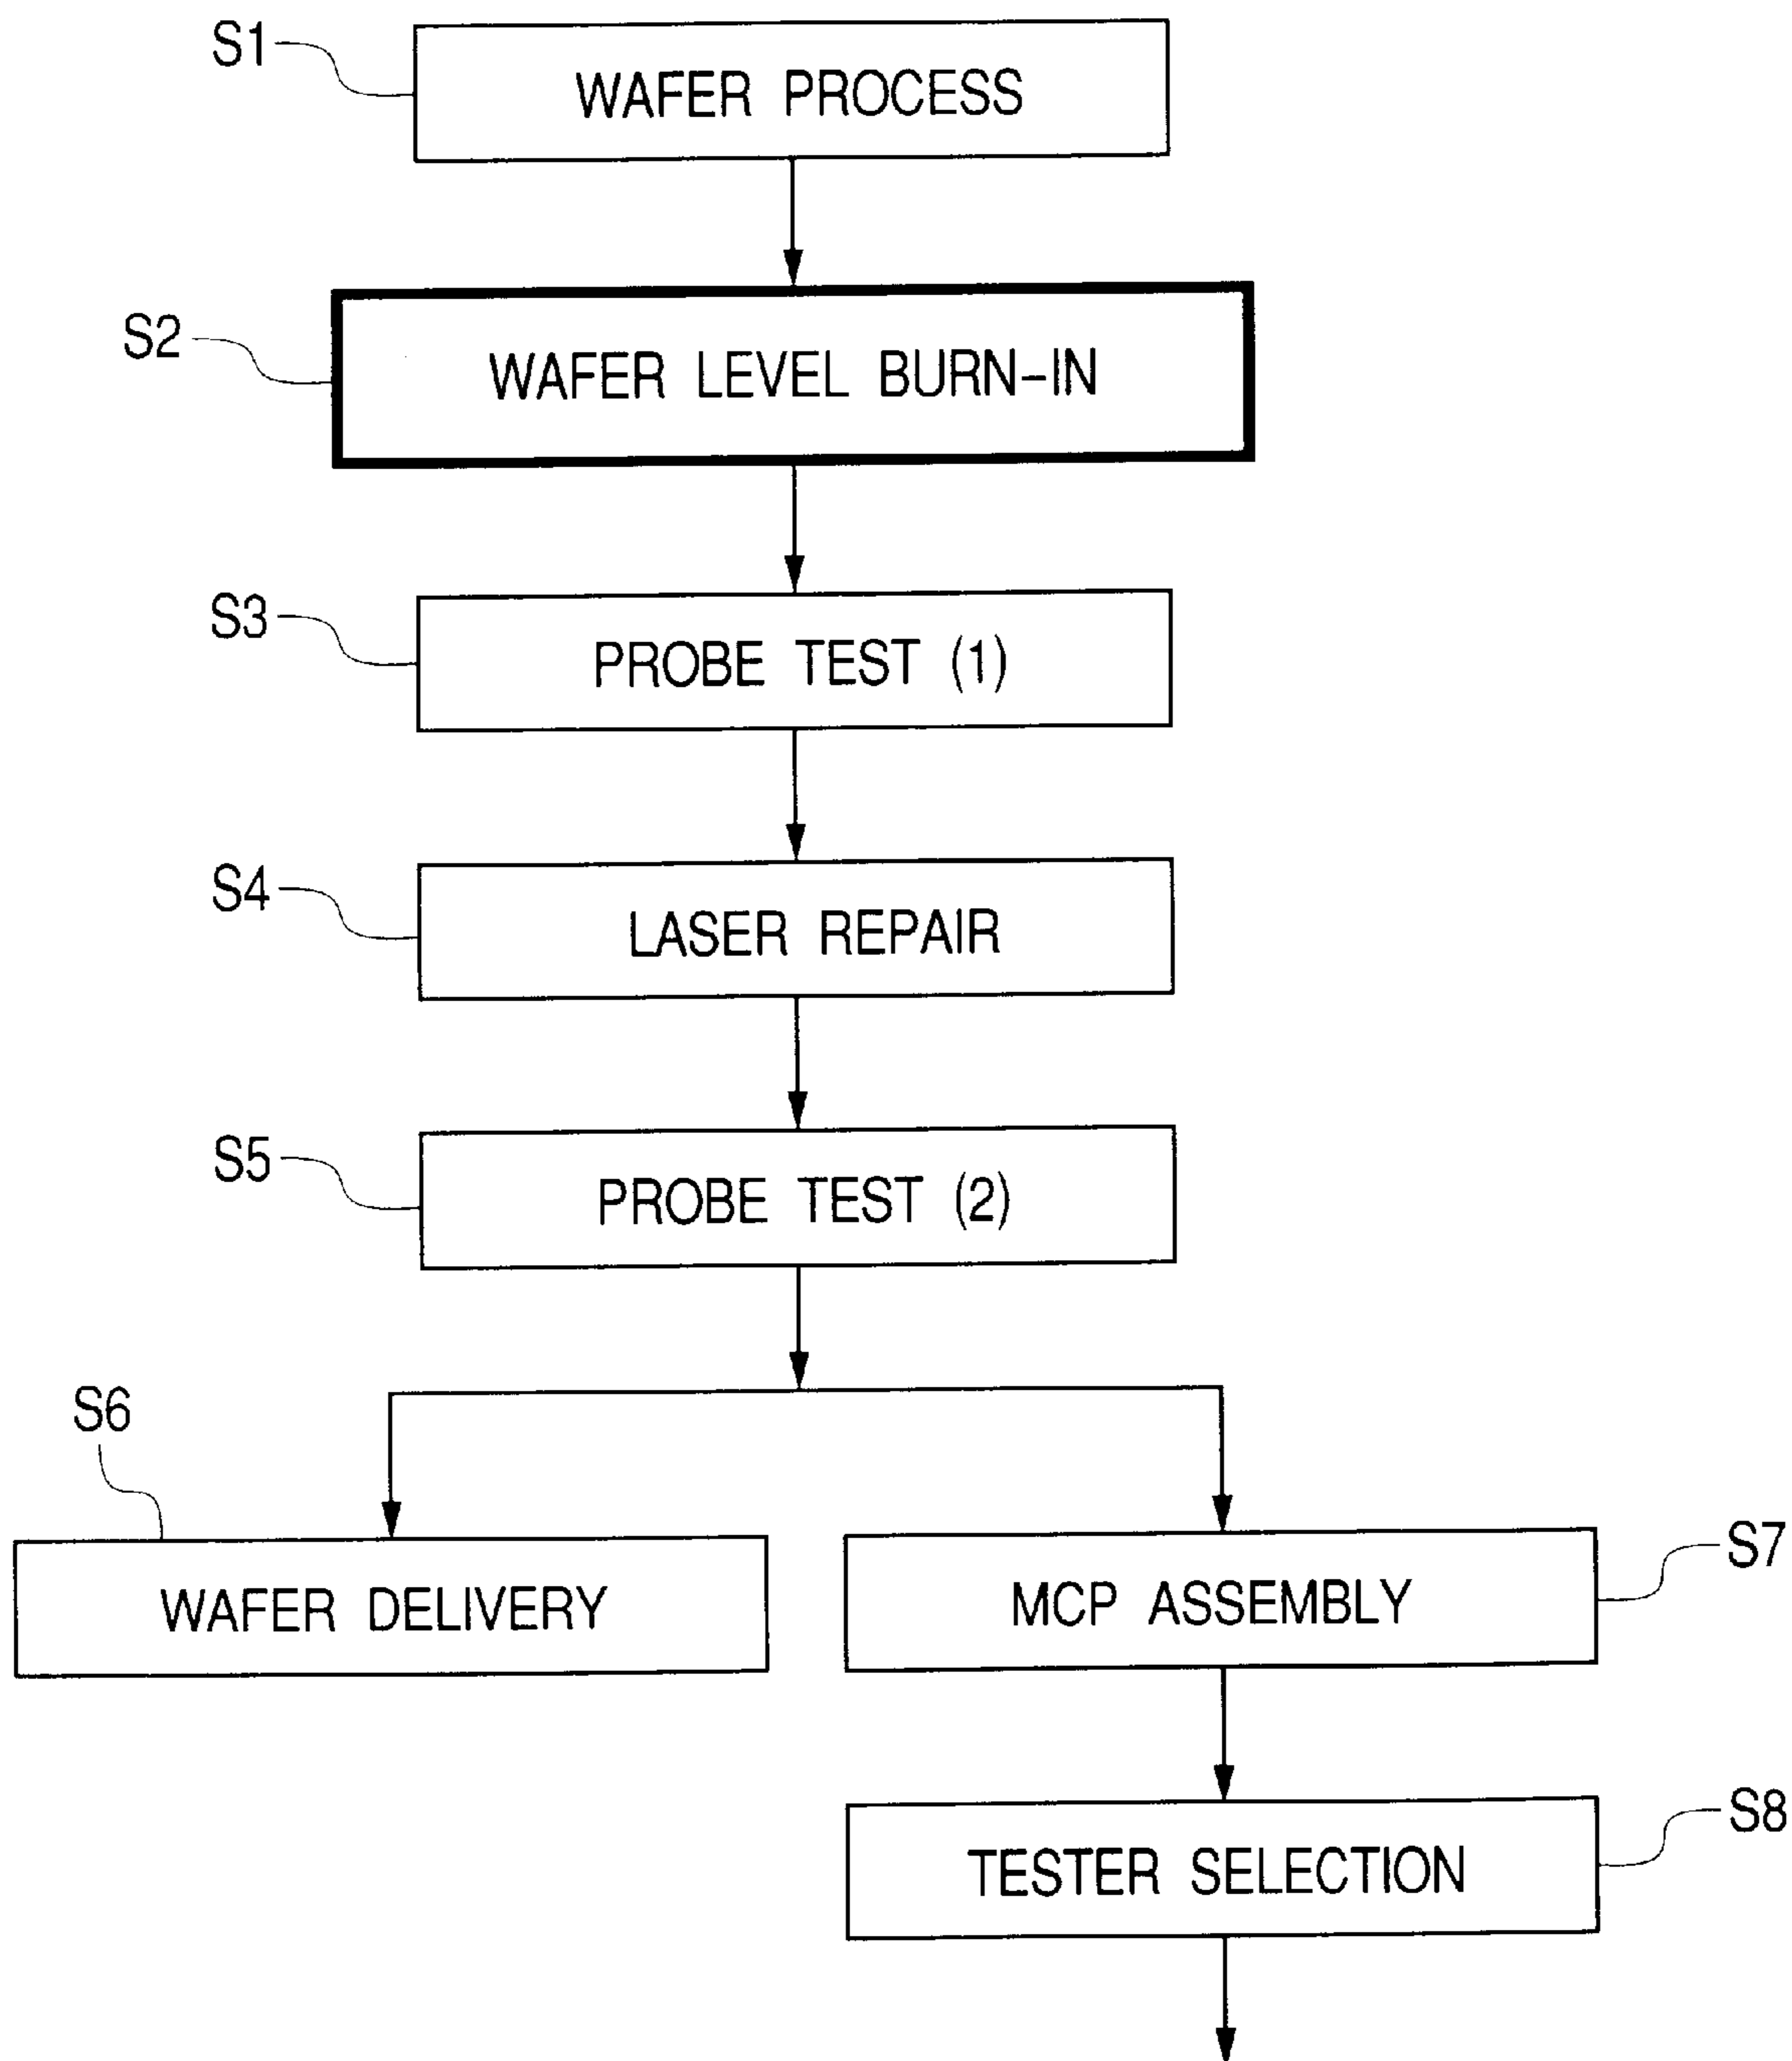 S1
WAFER PROCESS
S2
WAFER LEVEL BURN-IN
S3
PROBE TEST (1)
S4
LASER REPAIR
S5
PROBE TEST (2)
S6
WAFER DELIVERY
S7
MCP ASSEMBLY
S8
TESTER SELECTION